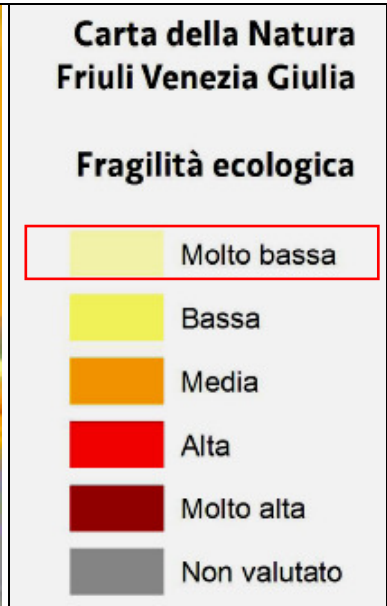 Carta della Natura
Friuli Venezia Giulia
Fragilità ecologica
Molto bassa
Bassa
Media
Alta
Molto alta
Non valutato